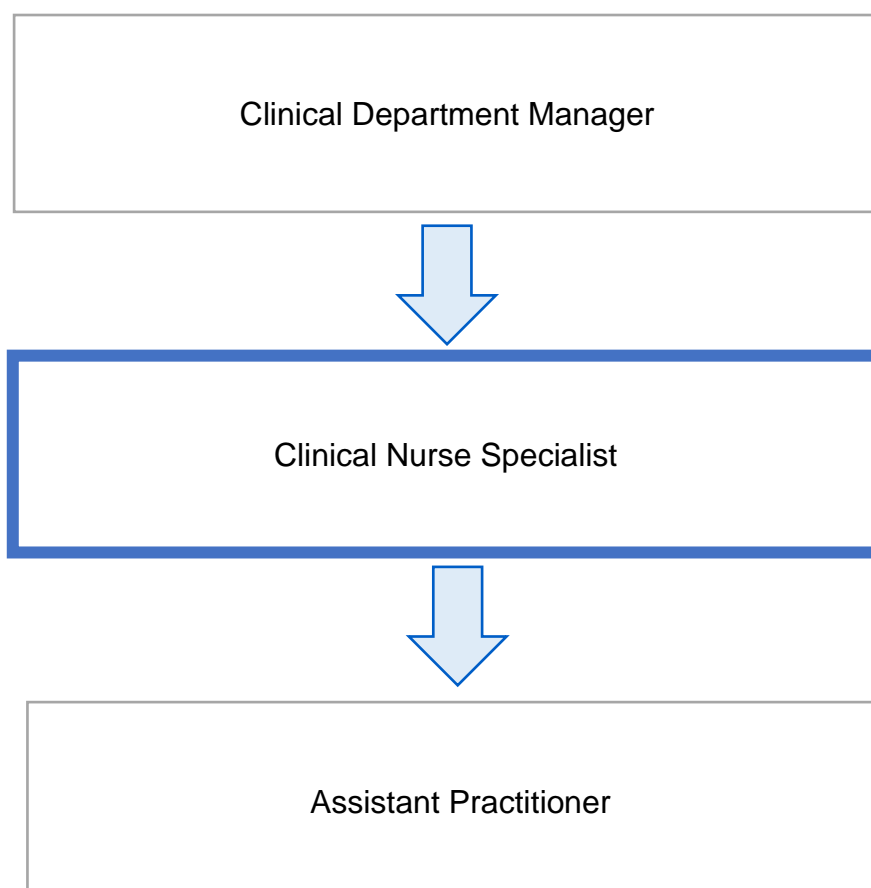 Clinical Department Manager
Clinical Nurse Specialist
Assistant Practitioner